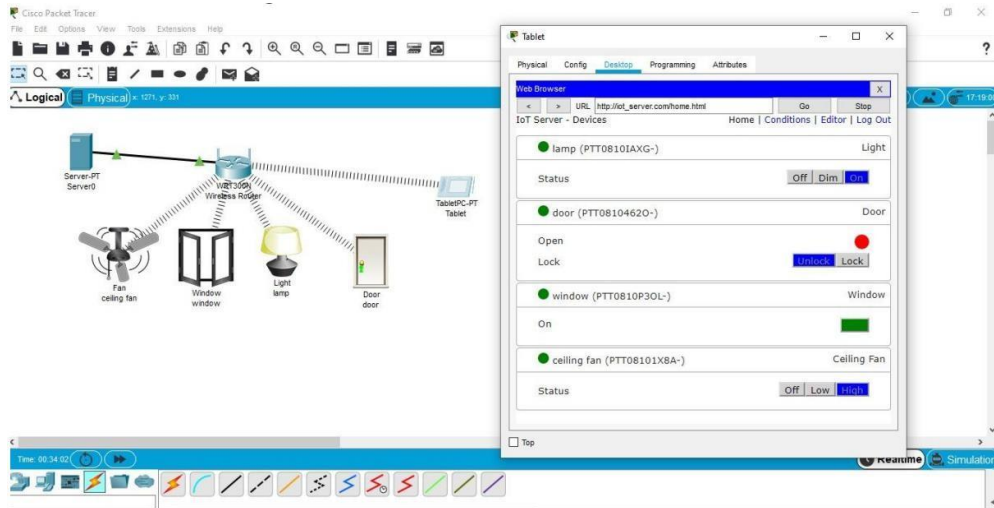 Cisco Packet Tracer
File Edit Options View Tools Extensions Help
?
Logical Physical x: 1271, y: 331
17:19:0
Server-PT
Server0
WRT300N
Wireless Router
TabletPC-PT
Tablet
Fan
ceiling fan
Window
window
Light
lamp
Door
door
Tablet
Physical Config Desktop Programming Attributes
Web Browser X
< > URL http://iot_server.com/home.html Go Stop
IoT Server - Devices Home | Conditions | Editor | Log Out
lamp (PTT0810IAXG-) Light
Status Off Dim On
door (PTT0810462O-) Door
Open
Lock Unlock Lock
window (PTT0810P3OL-) Window
On
ceiling fan (PTT08101X8A-) Ceiling Fan
Status Off Low High
Top
Time: 00:34:02 Realtime Simulation